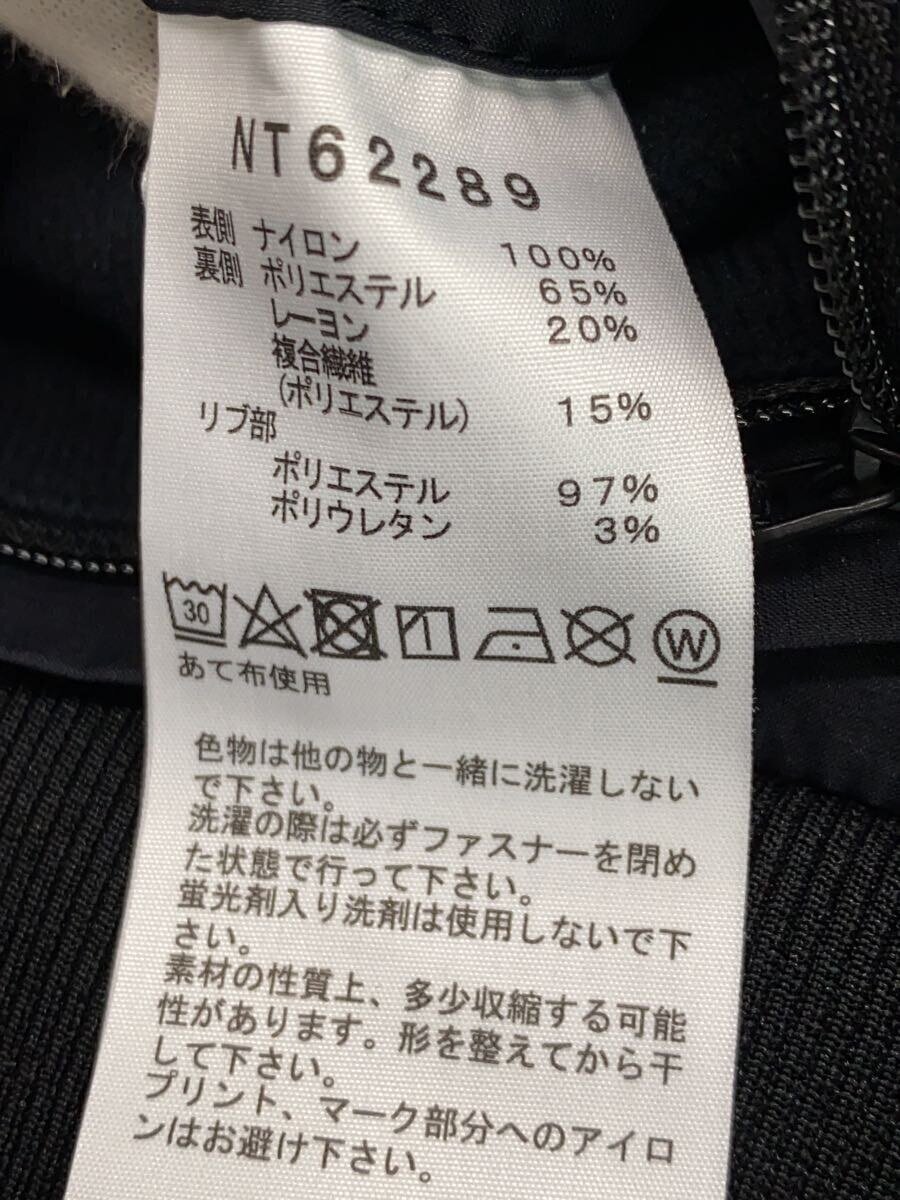 NT62289
表側 ナイロン 100%
裏側 ポリエステル 65%
レーヨン 20%
複合繊維
(ポリエステル) 15%
リブ部
ポリエステル 97%
ポリウレタン 3%
30 W
あて布使用
色物は他の物と一緒に洗濯しない
で下さい。
洗濯の際は必ずファスナーを閉め
た状態で行って下さい。
蛍光剤入り洗剤は使用しないで下
さい。
素材の性質上、多少収縮する可能
性があります。形を整えてから干
して下さい。
プリント、マーク部分へのアイロ
ンはお避け下さい。